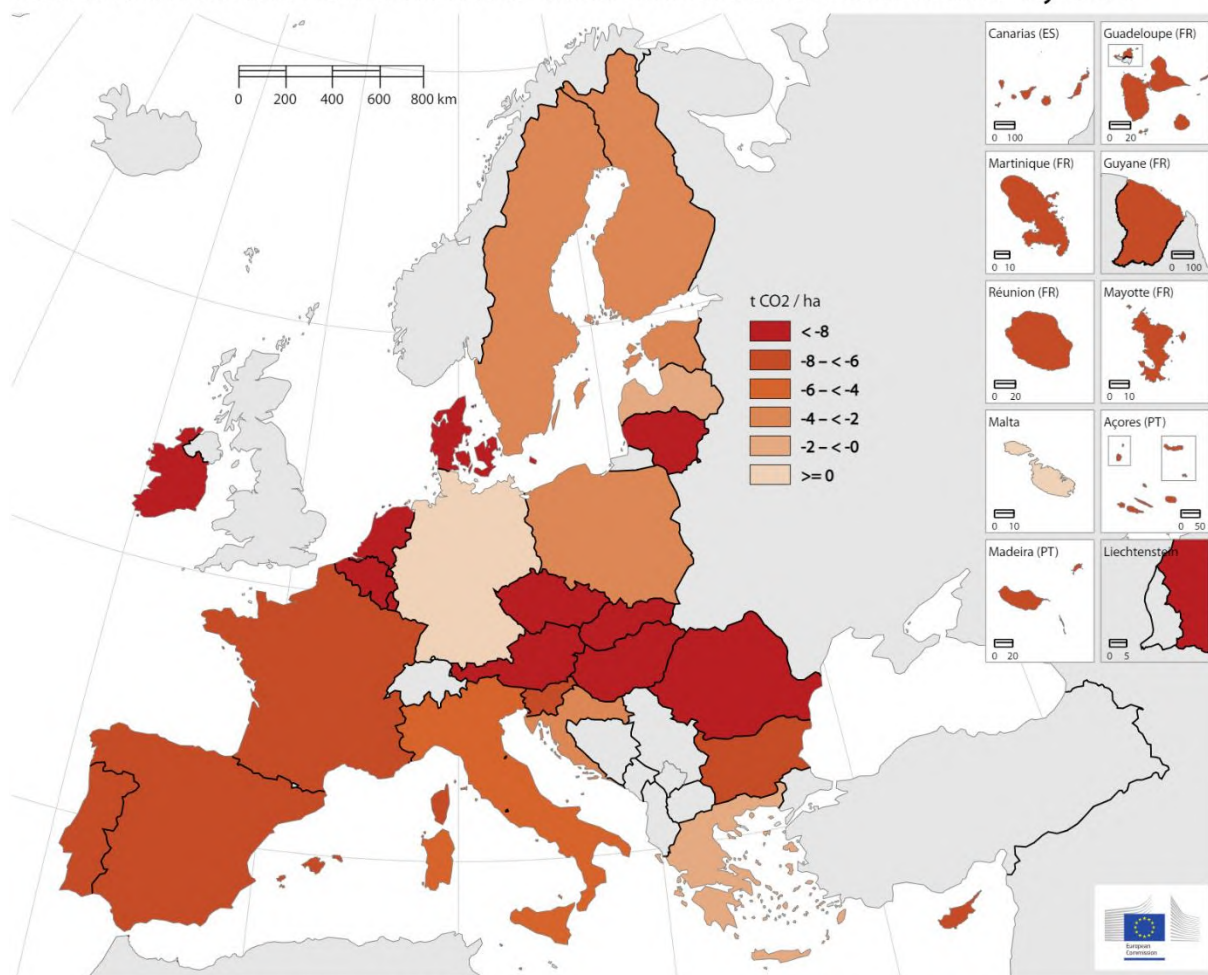 0 200 400 600 800 km
t CO2 / ha
< -8
-8 – < -6
-6 – < -4
-4 – < -2
-2 – < -0
>= 0
Canarias (ES)
0 100
Guadeloupe (FR)
0 20
Martinique (FR)
0 10
Guyane (FR)
0 100
Réunion (FR)
0 20
Mayotte (FR)
0 10
Malta
0 10
Açores (PT)
0 50
Madeira (PT)
0 20
Liechtenstein
0 5
European
Commission